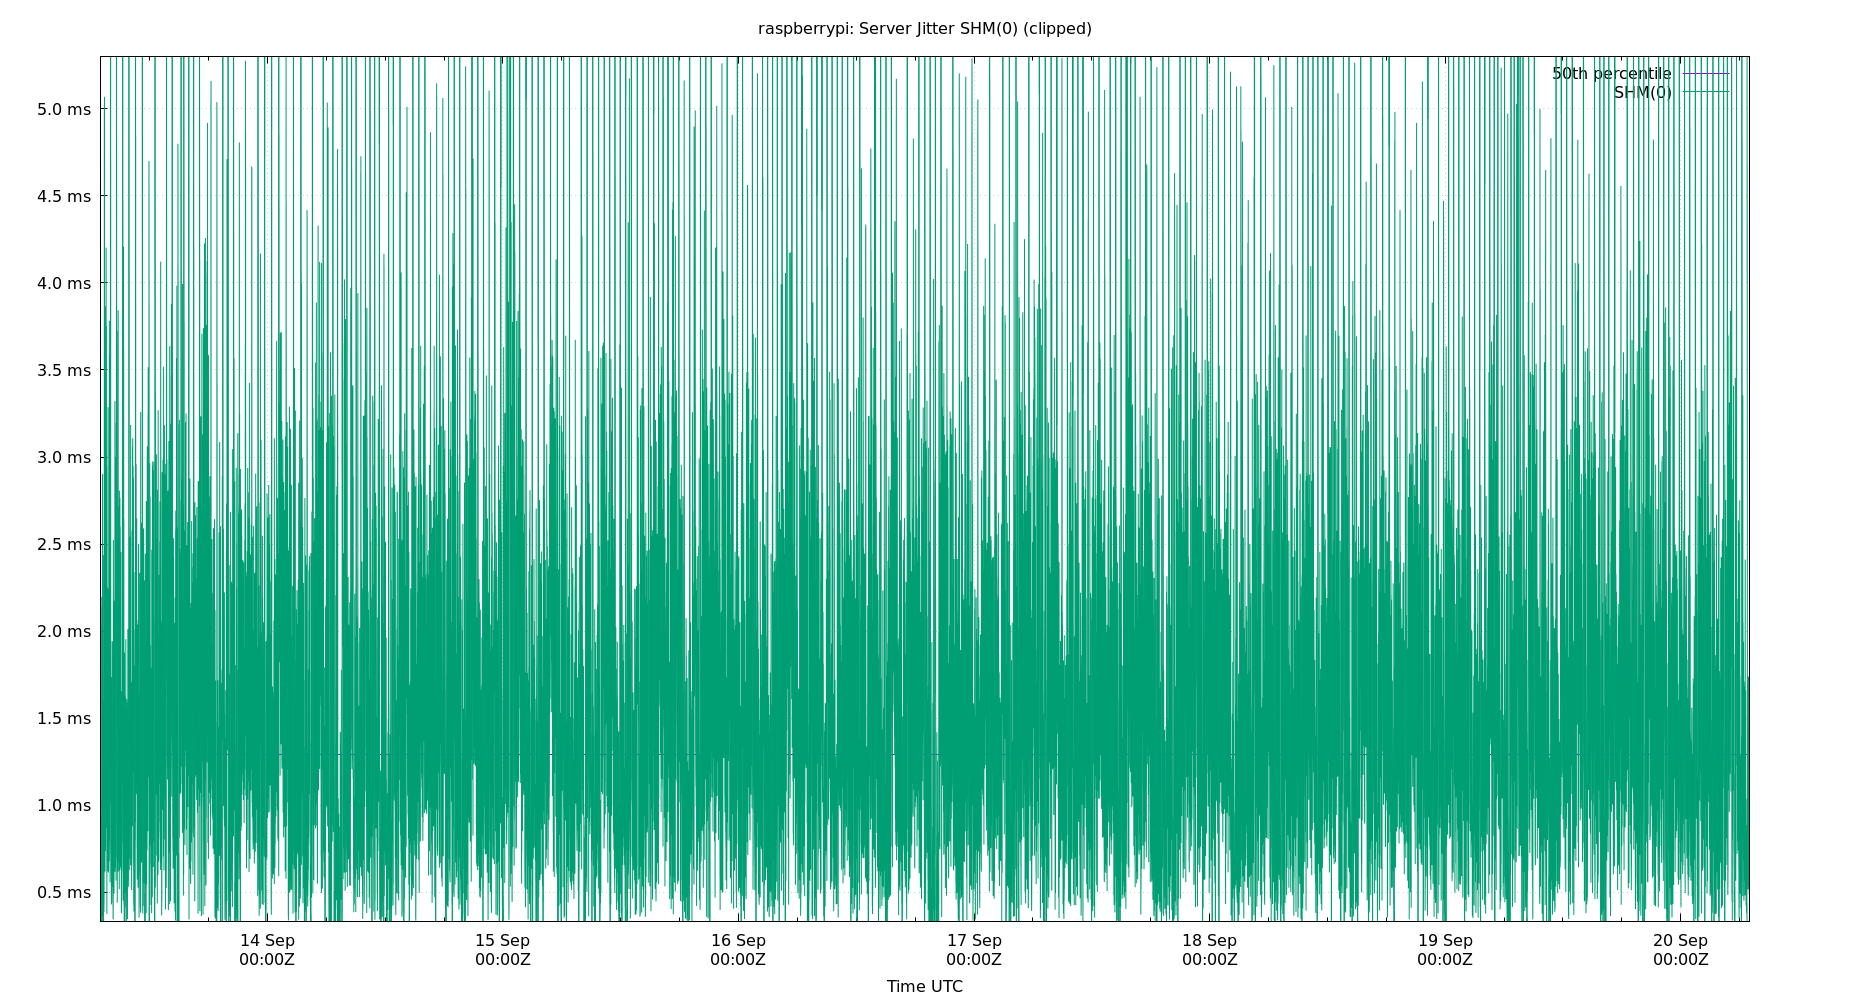 raspberrypi: Server Jitter SHM(0) (clipped)
50th percentile
SHM(0)
5.0 ms
4.5 ms
4.0 ms
3.5 ms
3.0 ms
2.5 ms
2.0 ms
1.5 ms
1.0 ms
0.5 ms
14 Sep 15 Sep 16 Sep 17 Sep 18 Sep 19 Sep 20 Sep
00:00Z 00:00Z 00:00Z 00:00Z 00:00Z 00:00Z 00:00Z
Time UTC